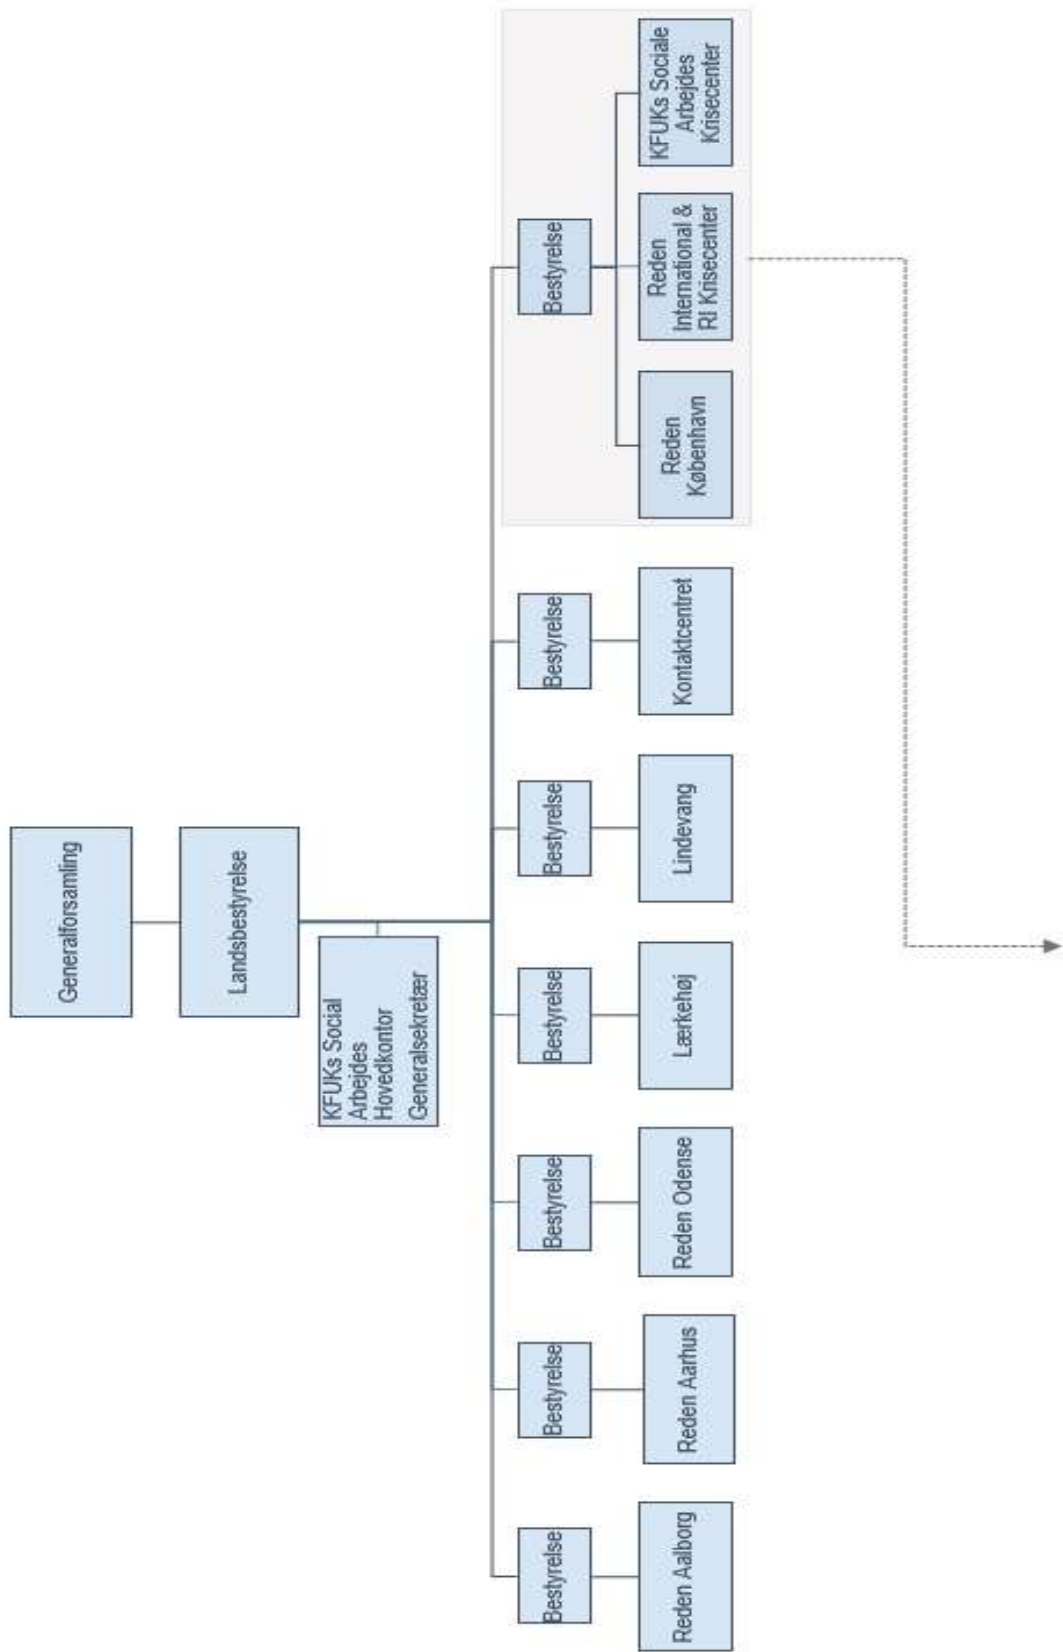 Generalforsamling
Landsbestyrelse
KFUKs Social
Arbejdes
Hovedkontor
Generalsekretær
Bestyrelse
Bestyrelse
Bestyrelse
Bestyrelse
Bestyrelse
Bestyrelse
Bestyrelse
Reden Aalborg
Reden Aarhus
Reden Odense
Lærkehøj
Lindevang
Kontaktcentret
Reden
København
Reden
International &
RI Krisecenter
KFUKs Sociale
Arbejdes
Krisecenter